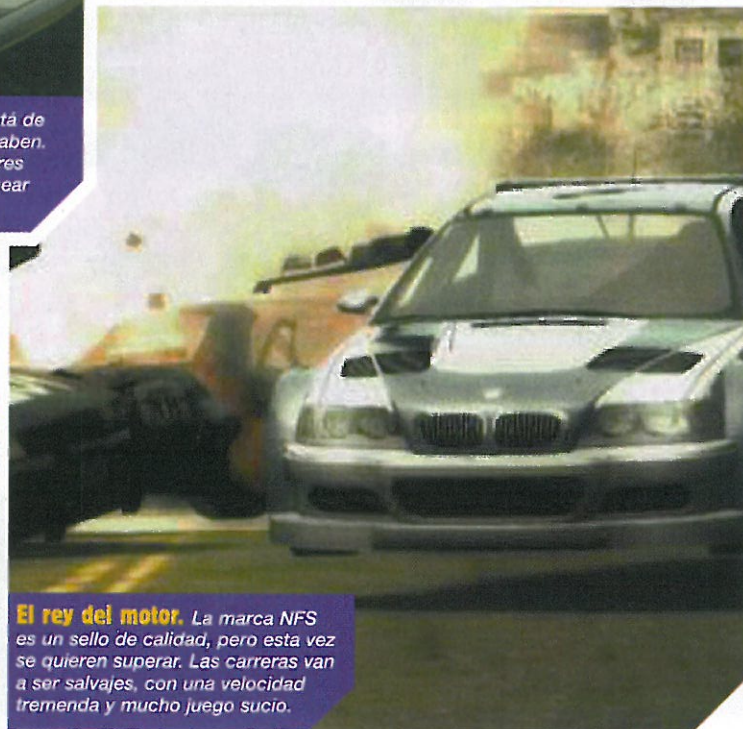 tá de
aben.
res
ear
El rey del motor. La marca NFS
es un sello de calidad, pero esta vez
se quieren superar. Las carreras van
a ser salvajes, con una velocidad
tremenda y mucho juego sucio.